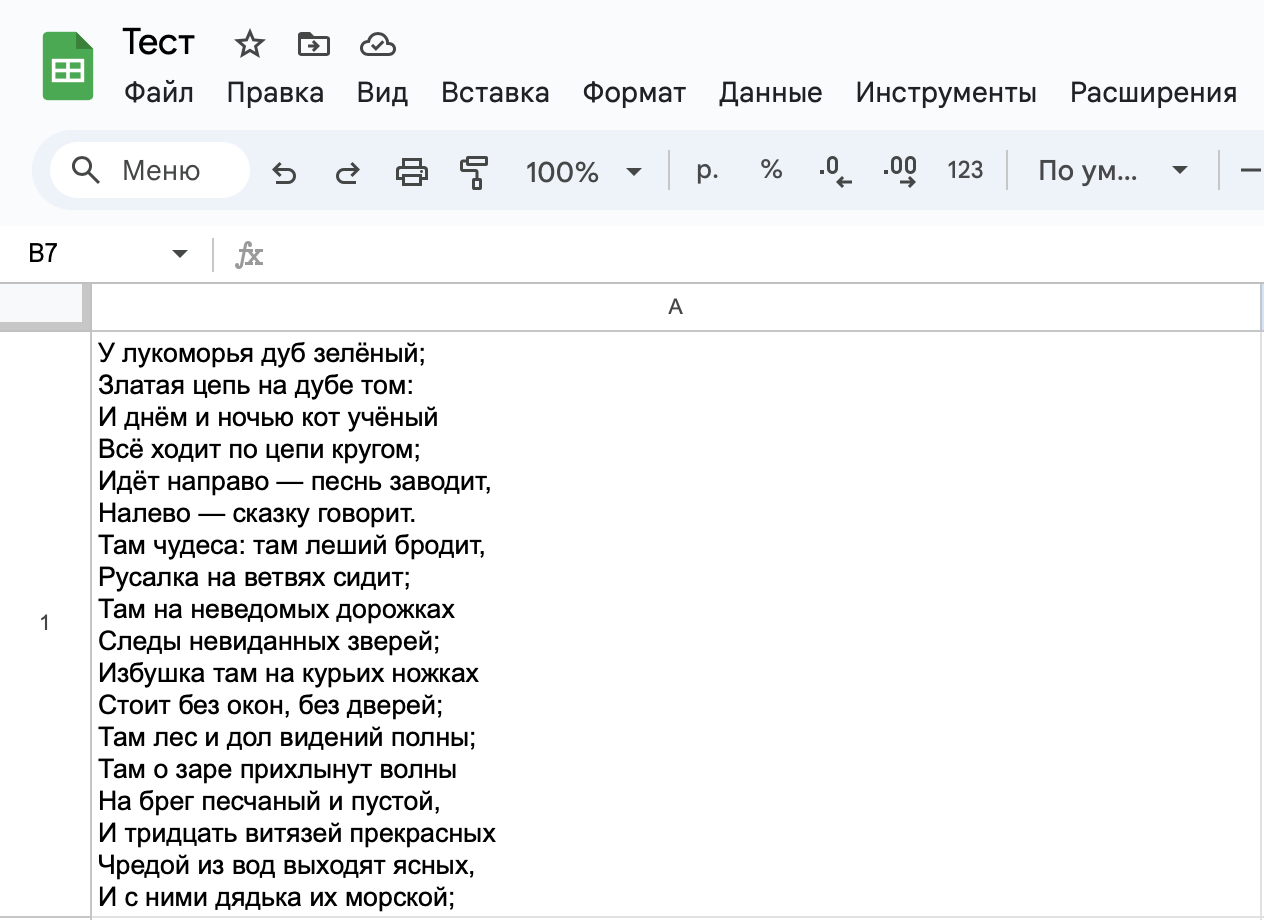 Тест
Файл Правка Вид Вставка Формат Данные Инструменты Расширения
Меню 100% р. % .0 .00 123 По ум...
B7 fx
A
1
У лукоморья дуб зелёный;
Златая цепь на дубе том:
И днём и ночью кот учёный
Всё ходит по цепи кругом;
Идёт направо — песнь заводит,
Налево — сказку говорит.
Там чудеса: там леший бродит,
Русалка на ветвях сидит;
Там на неведомых дорожках
Следы невиданных зверей;
Избушка там на курьих ножках
Стоит без окон, без дверей;
Там лес и дол видений полны;
Там о заре прихлынут волны
На брег песчаный и пустой,
И тридцать витязей прекрасных
Чредой из вод выходят ясных,
И с ними дядька их морской;